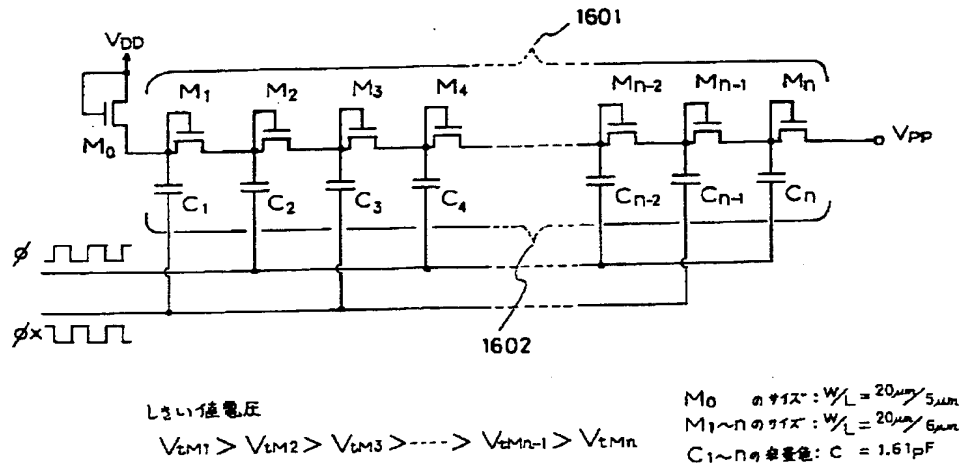 1601
VDD
M1 M2 M3 M4 Mn-2 Mn-1 Mn
M0
VPP
C1 C2 C3 C4 Cn-2 Cn-1 Cn
φ
φ×
1602
しきい値電圧
VtM1 > VtM2 > VtM3 > ---- > VtMn-1 > VtMn
M0 のサイズ: W/L = 20μm/5μm
M1~nのサイズ: W/L = 20μm/6μm
C1~nの容量値: C = 1.61pF